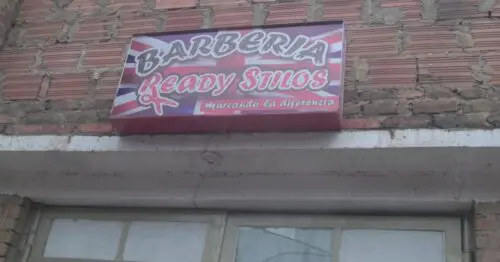 BARBERIA
READY STILOS
Marcando la diferencia